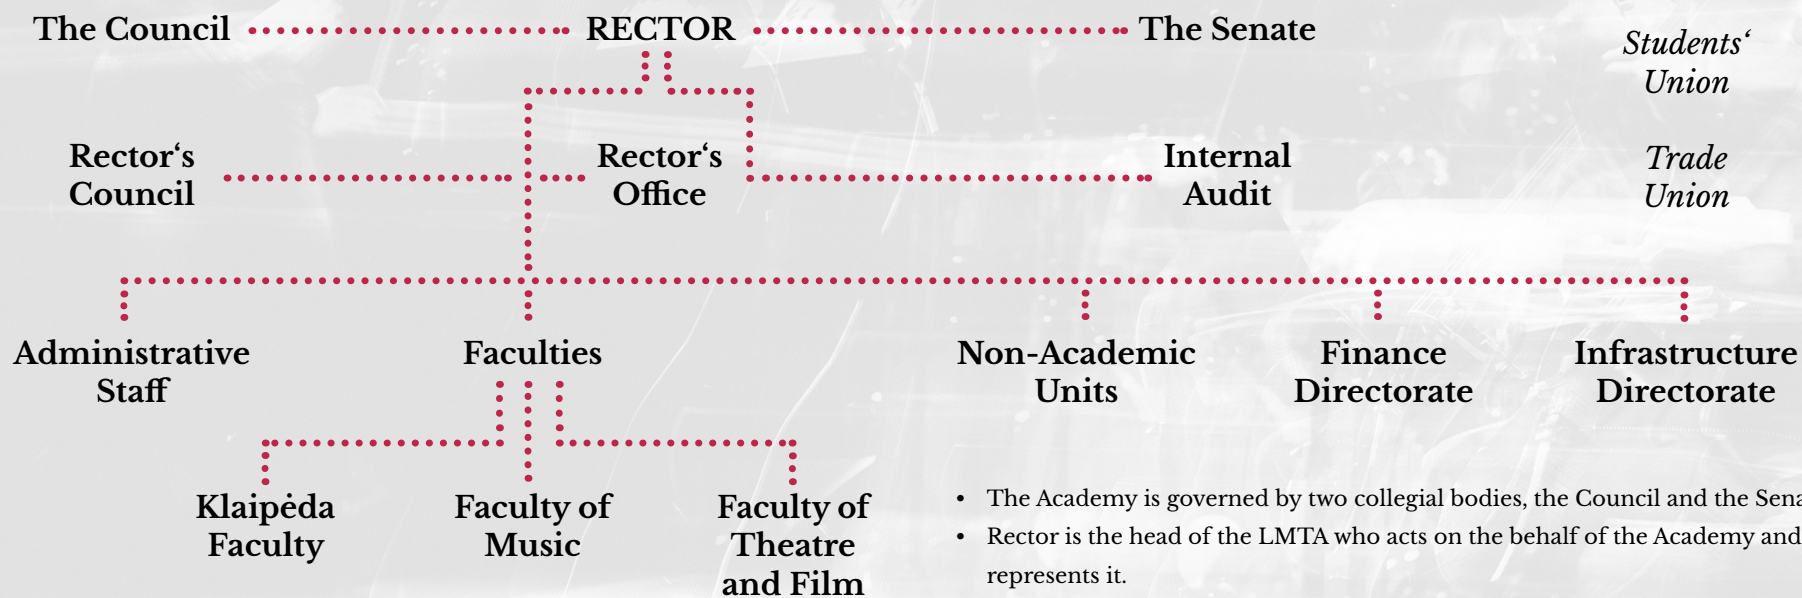 The Council
RECTOR
The Senate
Students‘
Union
Rector‘s
Council
Rector‘s
Office
Internal
Audit
Trade
Union
Administrative
Staff
Faculties
Non-Academic
Units
Finance
Directorate
Infrastructure
Directorate
Klaipėda
Faculty
Faculty of
Music
Faculty of
Theatre
and Film
• The Academy is governed by two collegial bodies, the Council and the Sena
• Rector is the head of the LMTA who acts on the behalf of the Academy and
represents it.